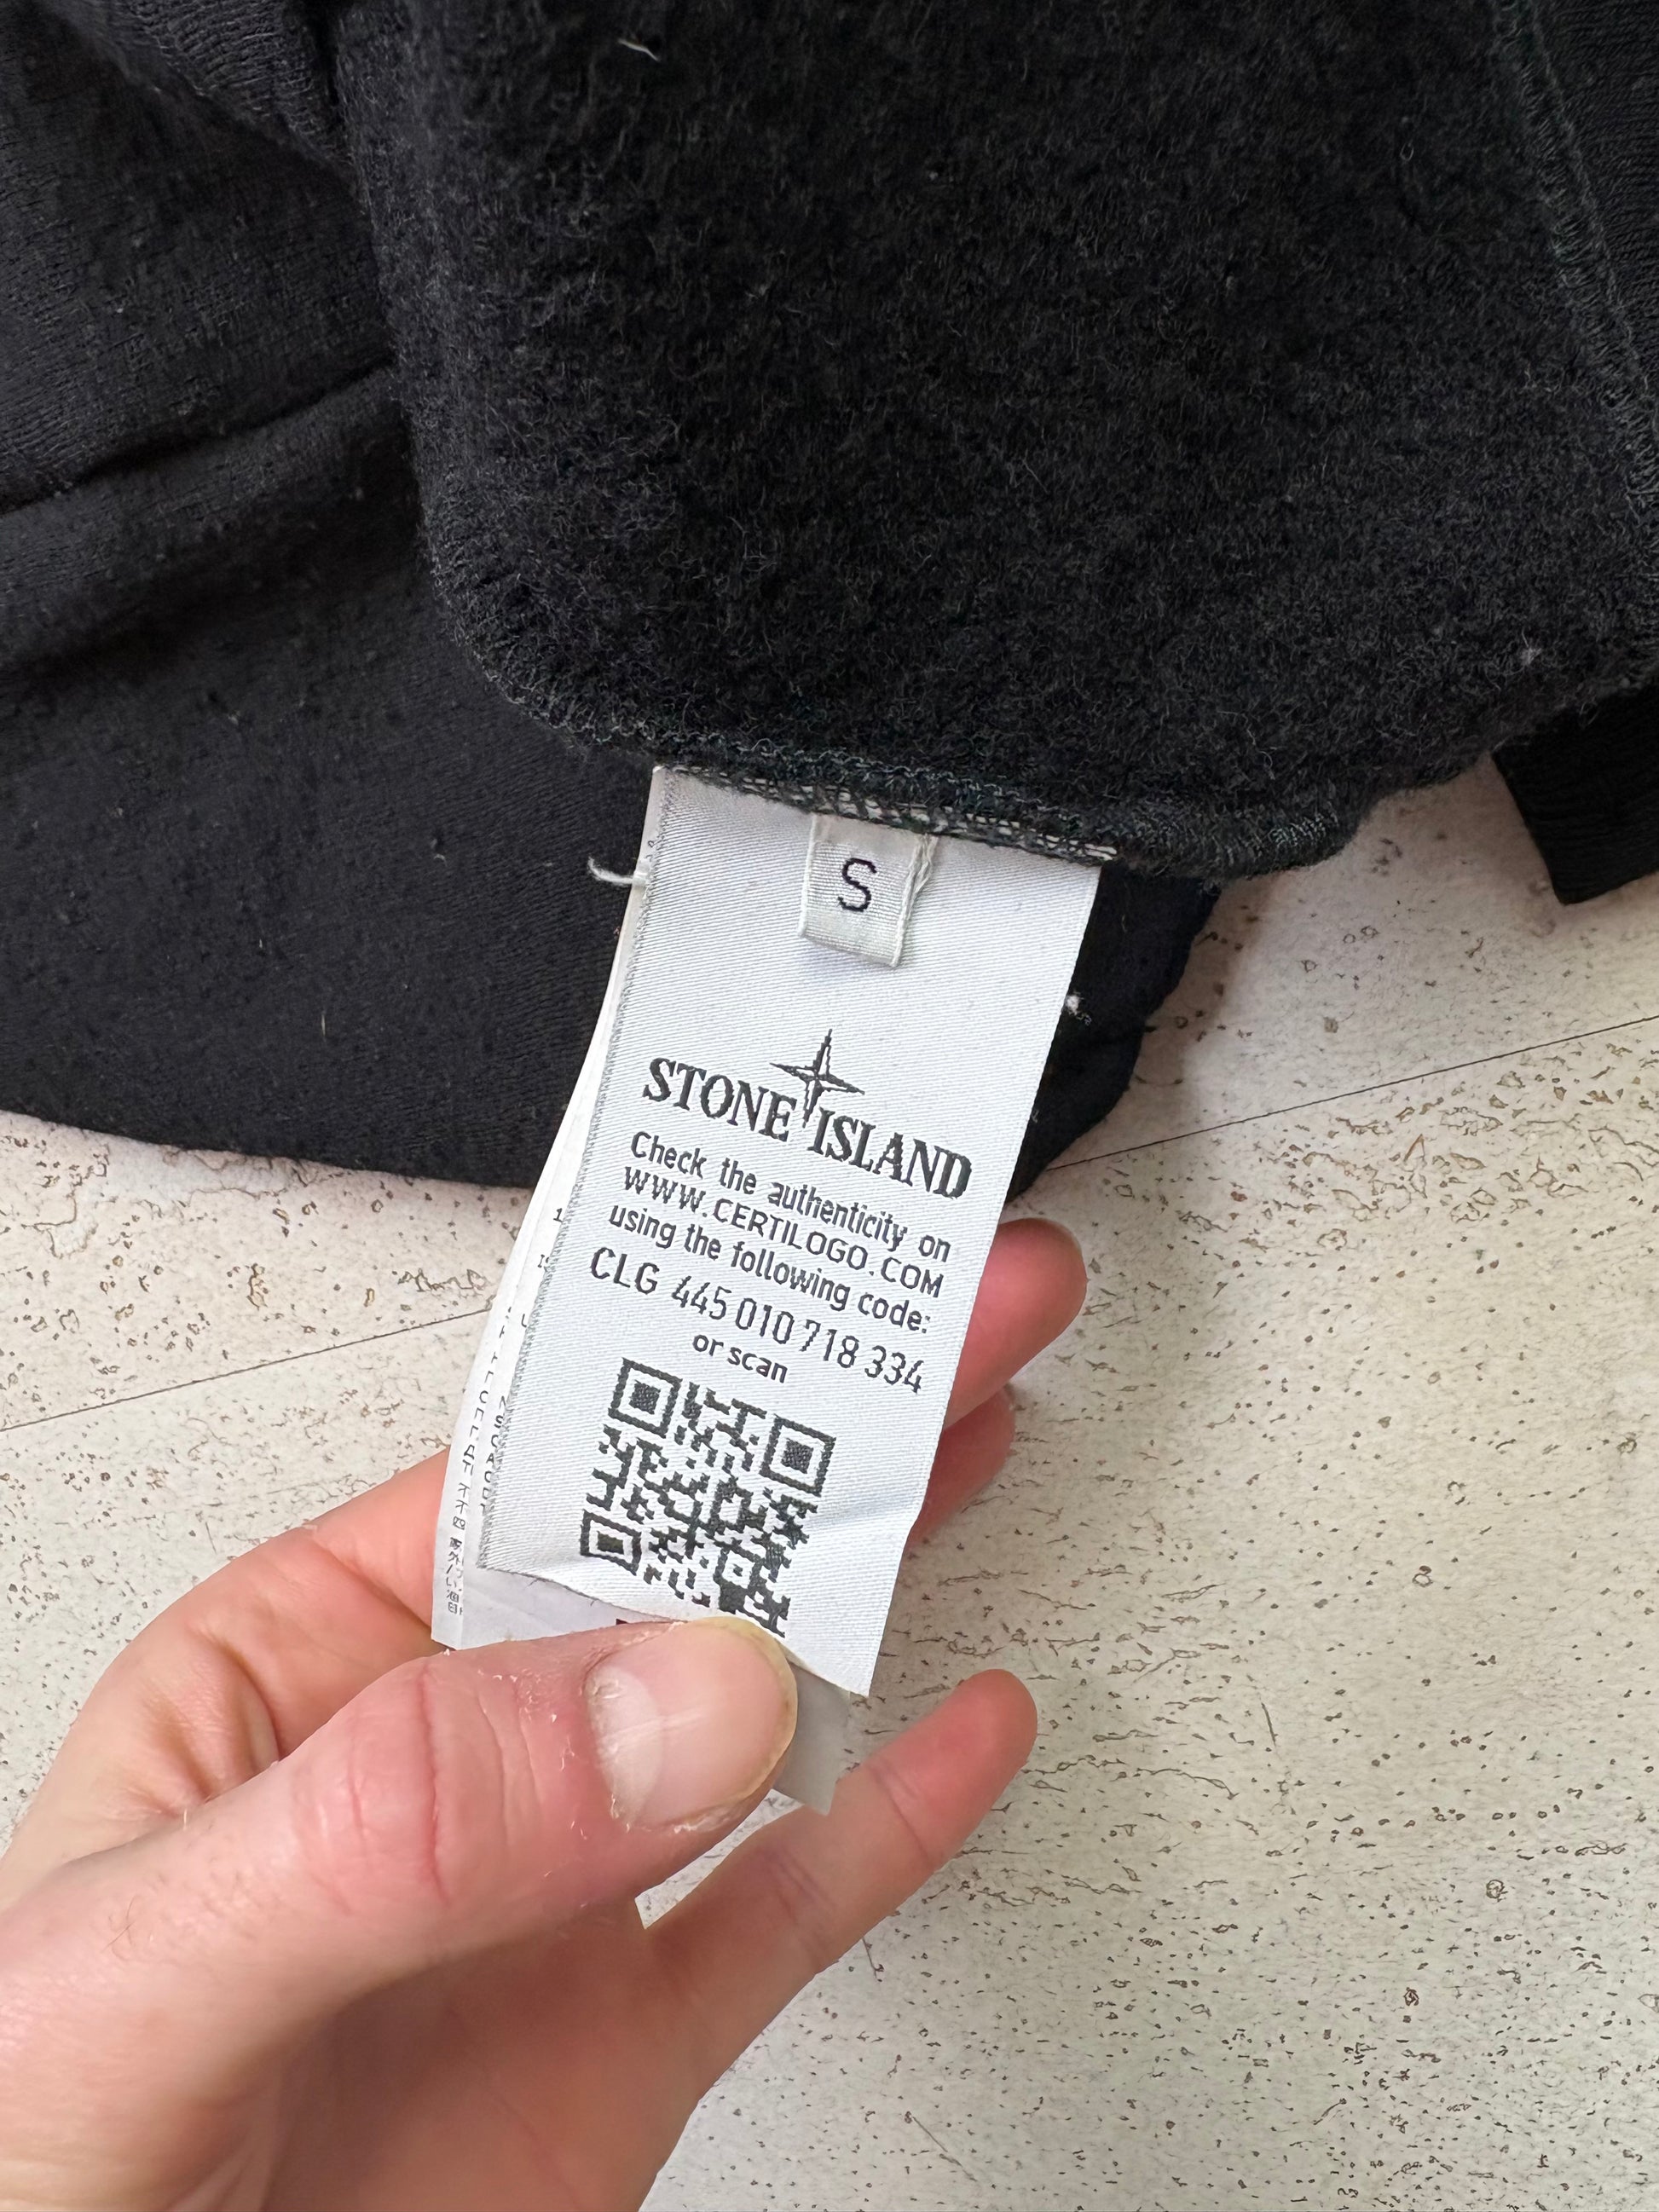 S
STONE ISLAND
Check the authenticity on
WWW.CERTILOGO.COM
using the following code:
CLG 445 010 718 334
or scan